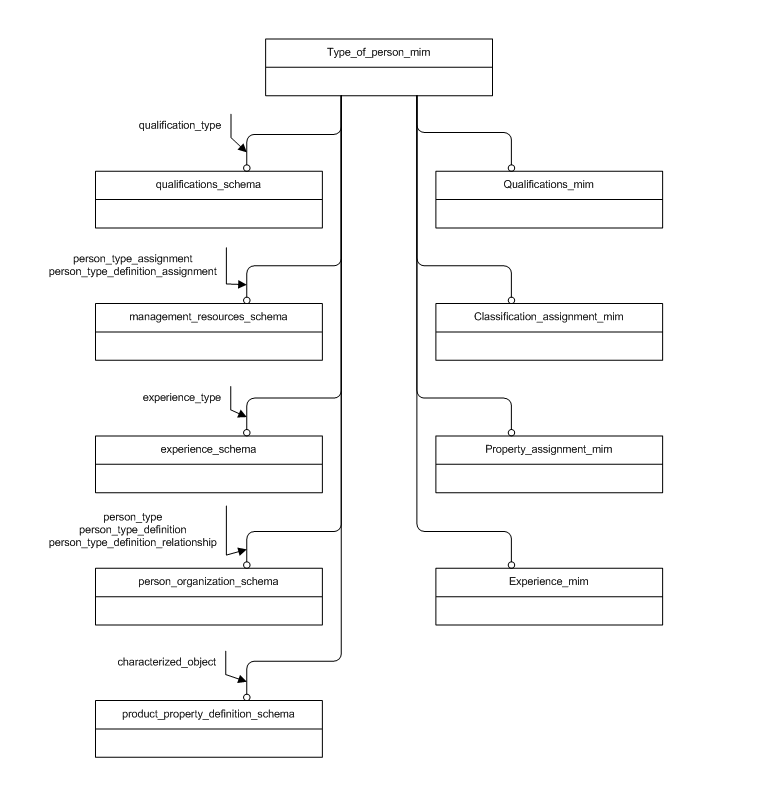 Type_of_person_mim
qualification_type
qualifications_schema
Qualifications_mim
person_type_assignment
person_type_definition_assignment
management_resources_schema
Classification_assignment_mim
experience_type
experience_schema
Property_assignment_mim
person_type
person_type_definition
person_type_definition_relationship
person_organization_schema
Experience_mim
characterized_object
product_property_definition_schema